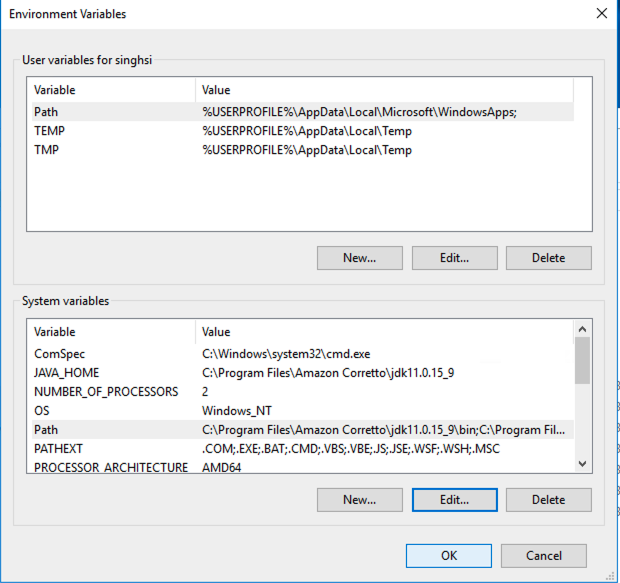 Environment Variables
User variables for singhsi
Variable Value
Path %USERPROFILE%\AppData\Local\Microsoft\WindowsApps;
TEMP %USERPROFILE%\AppData\Local\Temp
TMP %USERPROFILE%\AppData\Local\Temp
New... Edit... Delete
System variables
Variable Value
ComSpec C:\Windows\system32\cmd.exe
JAVA_HOME C:\Program Files\Amazon Corretto\jdk11.0.15_9
NUMBER_OF_PROCESSORS 2
OS Windows_NT
Path C:\Program Files\Amazon Corretto\jdk11.0.15_9\bin;C:\Program Fil...
PATHEXT .COM;.EXE;.BAT;.CMD;.VBS;.VBE;.JS;.JSE;.WSF;.WSH;.MSC
PROCESSOR_ARCHITECTURE AMD64
New... Edit... Delete
OK Cancel